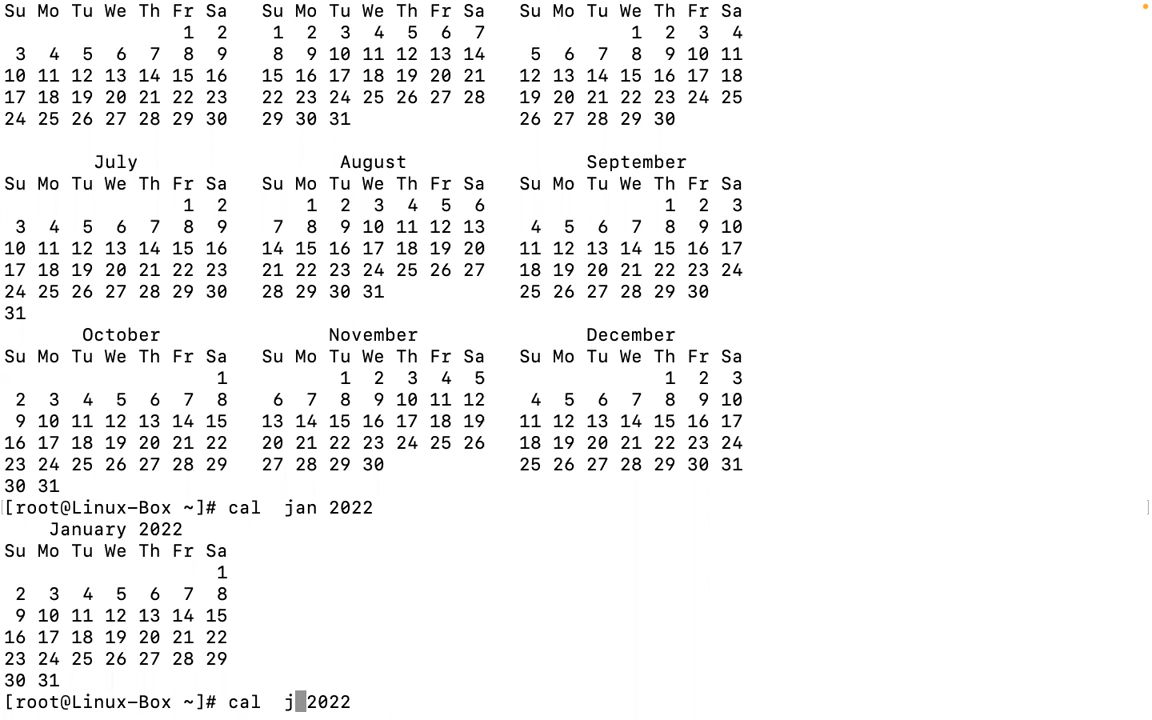 Su Mo Tu We Th Fr Sa   Su Mo Tu We Th Fr Sa   Su Mo Tu We Th Fr Sa
                1  2    1  2  3  4  5  6  7             1  2  3  4
 3  4  5  6  7  8  9    8  9 10 11 12 13 14    5  6  7  8  9 10 11
10 11 12 13 14 15 16   15 16 17 18 19 20 21   12 13 14 15 16 17 18
17 18 19 20 21 22 23   22 23 24 25 26 27 28   19 20 21 22 23 24 25
24 25 26 27 28 29 30   29 30 31               26 27 28 29 30
        July                  August                September
Su Mo Tu We Th Fr Sa   Su Mo Tu We Th Fr Sa   Su Mo Tu We Th Fr Sa
                1  2       1  2  3  4  5  6                1  2  3
 3  4  5  6  7  8  9    7  8  9 10 11 12 13    4  5  6  7  8  9 10
10 11 12 13 14 15 16   14 15 16 17 18 19 20   11 12 13 14 15 16 17
17 18 19 20 21 22 23   21 22 23 24 25 26 27   18 19 20 21 22 23 24
24 25 26 27 28 29 30   28 29 30 31            25 26 27 28 29 30
31
       October               November               December
Su Mo Tu We Th Fr Sa   Su Mo Tu We Th Fr Sa   Su Mo Tu We Th Fr Sa
                   1          1  2  3  4  5                1  2  3
 2  3  4  5  6  7  8    6  7  8  9 10 11 12    4  5  6  7  8  9 10
 9 10 11 12 13 14 15   13 14 15 16 17 18 19   11 12 13 14 15 16 17
16 17 18 19 20 21 22   20 21 22 23 24 25 26   18 19 20 21 22 23 24
23 24 25 26 27 28 29   27 28 29 30            25 26 27 28 29 30 31
30 31
[root@Linux-Box ~]# cal  jan 2022
    January 2022
Su Mo Tu We Th Fr Sa
                   1
 2  3  4  5  6  7  8
 9 10 11 12 13 14 15
16 17 18 19 20 21 22
23 24 25 26 27 28 29
30 31
[root@Linux-Box ~]# cal  j 2022